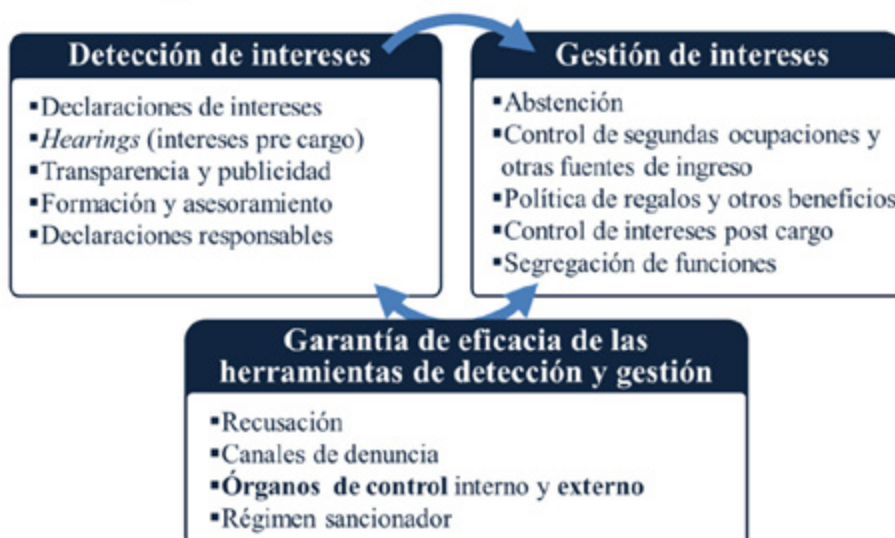 Detección de intereses
▪Declaraciones de intereses
▪Hearings (intereses pre cargo)
▪Transparencia y publicidad
▪Formación y asesoramiento
▪Declaraciones responsables
Gestión de intereses
▪Abstención
▪Control de segundas ocupaciones y
otras fuentes de ingreso
▪Política de regalos y otros beneficios
▪Control de intereses post cargo
▪Segregación de funciones
Garantía de eficacia de las
herramientas de detección y gestión
▪Recusación
▪Canales de denuncia
▪Órganos de control interno y externo
▪Régimen sancionador